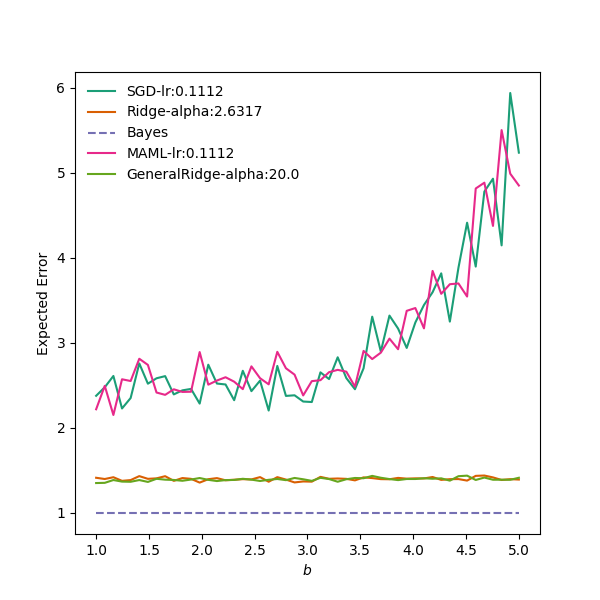 SGD-lr:0.1112
Ridge-alpha:2.6317
Bayes
MAML-lr:0.1112
GeneralRidge-alpha:20.0
Expected Error
6
5
4
3
2
1
1.0 1.5 2.0 2.5 3.0 3.5 4.0 4.5 5.0
b